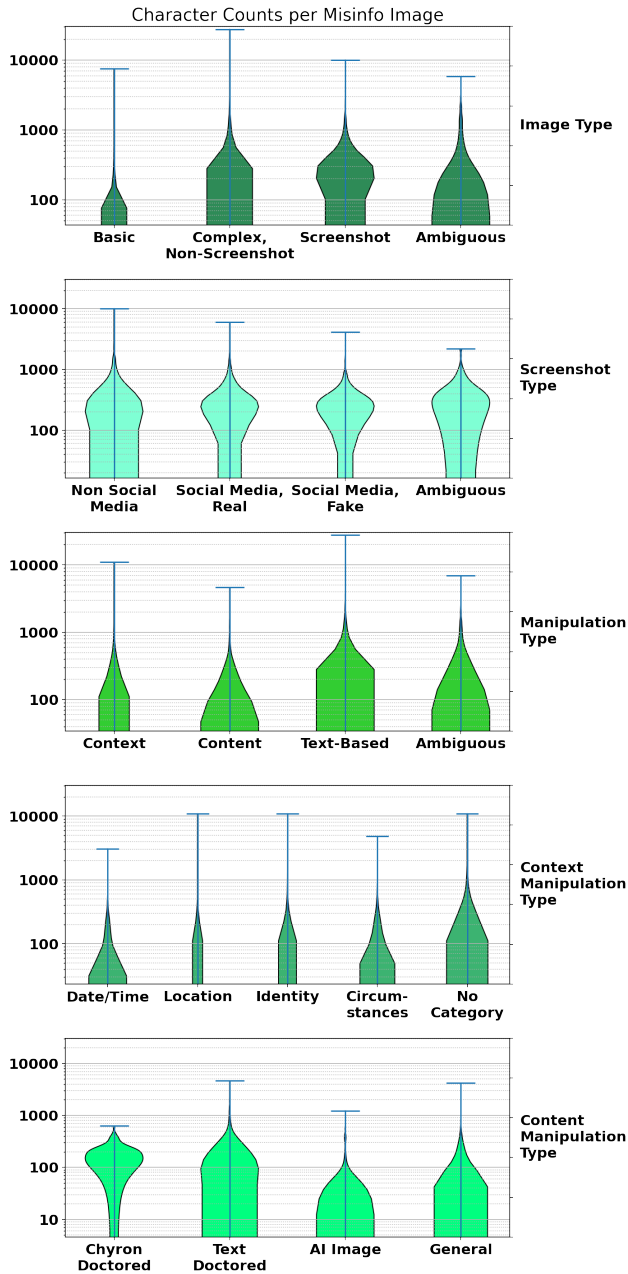 Character Counts per Misinfo Image
10000
1000
100
Image Type
Basic
Complex,
Non-Screenshot
Screenshot
Ambiguous
10000
1000
100
Screenshot
Type
Non Social
Media
Social Media,
Real
Social Media,
Fake
Ambiguous
10000
1000
100
Manipulation
Type
Context
Content
Text-Based
Ambiguous
10000
1000
100
Context
Manipulation
Type
Date/Time
Location
Identity
Circum-
stances
No
Category
10000
1000
100
10
Content
Manipulation
Type
Chyron
Doctored
Text
Doctored
AI Image
General